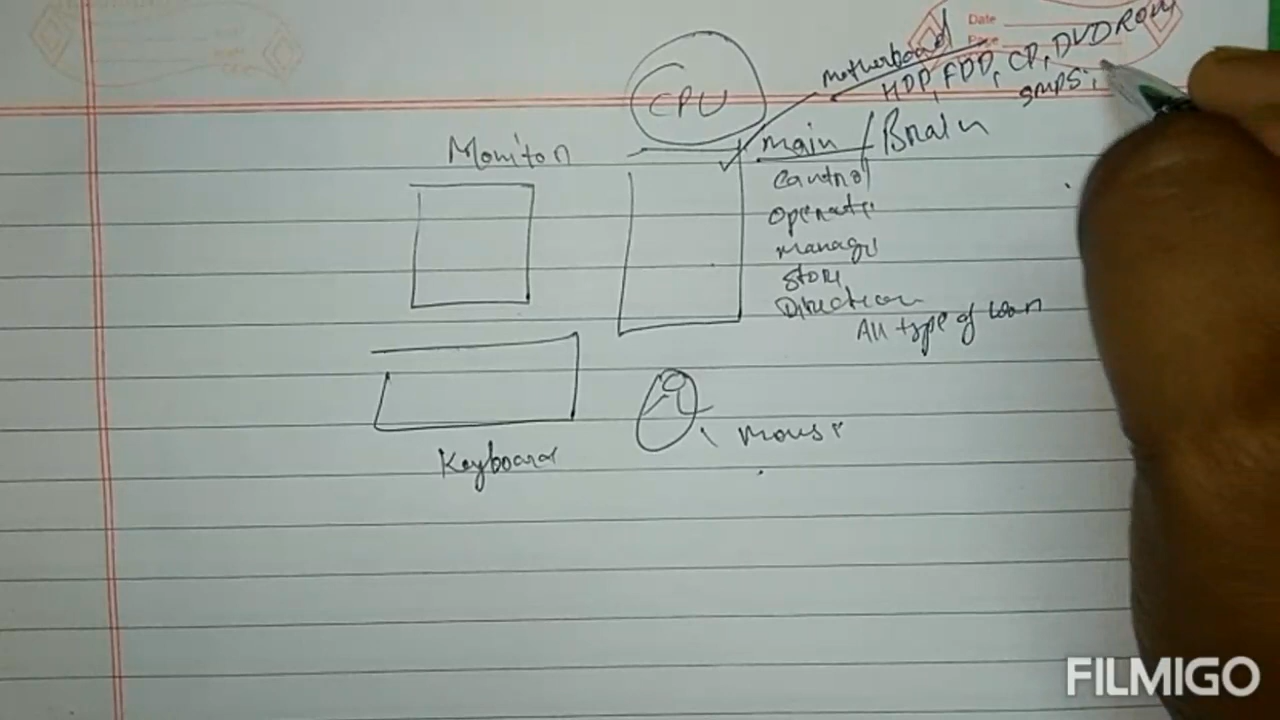 Date
Page
Motherboard
HDD, FDD, CD, DVD ROM
SMPS,
CPU
Monitor
Main / Brain
Control
Operate
Manage
Store
Direction
All type of
Keyboard
Mouse
FILMIGO